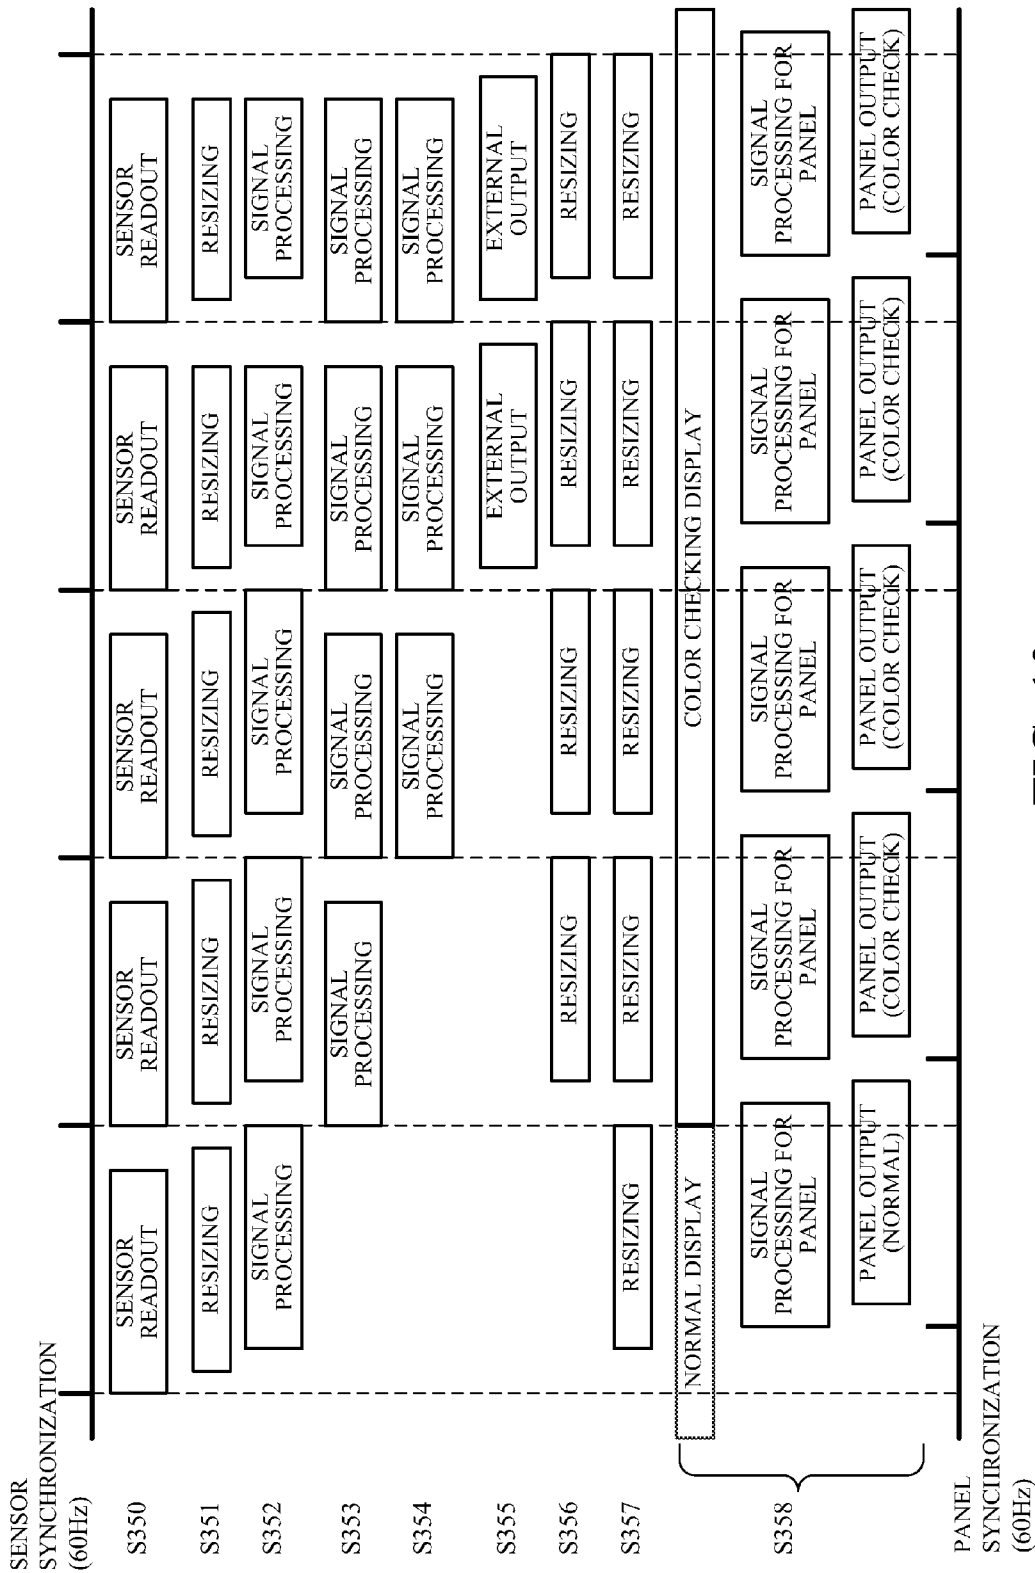 SENSOR
SYNCHRONIZATION
(60Hz)
S350
SENSOR
READOUT
SENSOR
READOUT
SENSOR
READOUT
SENSOR
READOUT
SENSOR
READOUT
S351
RESIZING
RESIZING
RESIZING
RESIZING
RESIZING
S352
SIGNAL
PROCESSING
SIGNAL
PROCESSING
SIGNAL
PROCESSING
SIGNAL
PROCESSING
SIGNAL
PROCESSING
S353
SIGNAL
PROCESSING
SIGNAL
PROCESSING
SIGNAL
PROCESSING
SIGNAL
PROCESSING
S354
SIGNAL
PROCESSING
SIGNAL
PROCESSING
SIGNAL
PROCESSING
S355
EXTERNAL
OUTPUT
EXTERNAL
OUTPUT
S356
RESIZING
RESIZING
RESIZING
RESIZING
S357
RESIZING
RESIZING
RESIZING
RESIZING
RESIZING
S358
NORMAL DISPLAY
COLOR CHECKING DISPLAY
SIGNAL
PROCESSING FOR
PANEL
SIGNAL
PROCESSING FOR
PANEL
SIGNAL
PROCESSING FOR
PANEL
SIGNAL
PROCESSING FOR
PANEL
SIGNAL
PROCESSING FOR
PANEL
PANEL OUTPUT
(NORMAL)
PANEL OUTPUT
(COLOR CHECK)
PANEL OUTPUT
(COLOR CHECK)
PANEL OUTPUT
(COLOR CHECK)
PANEL OUTPUT
(COLOR CHECK)
PANEL
SYNCHRONIZATION
(60Hz)